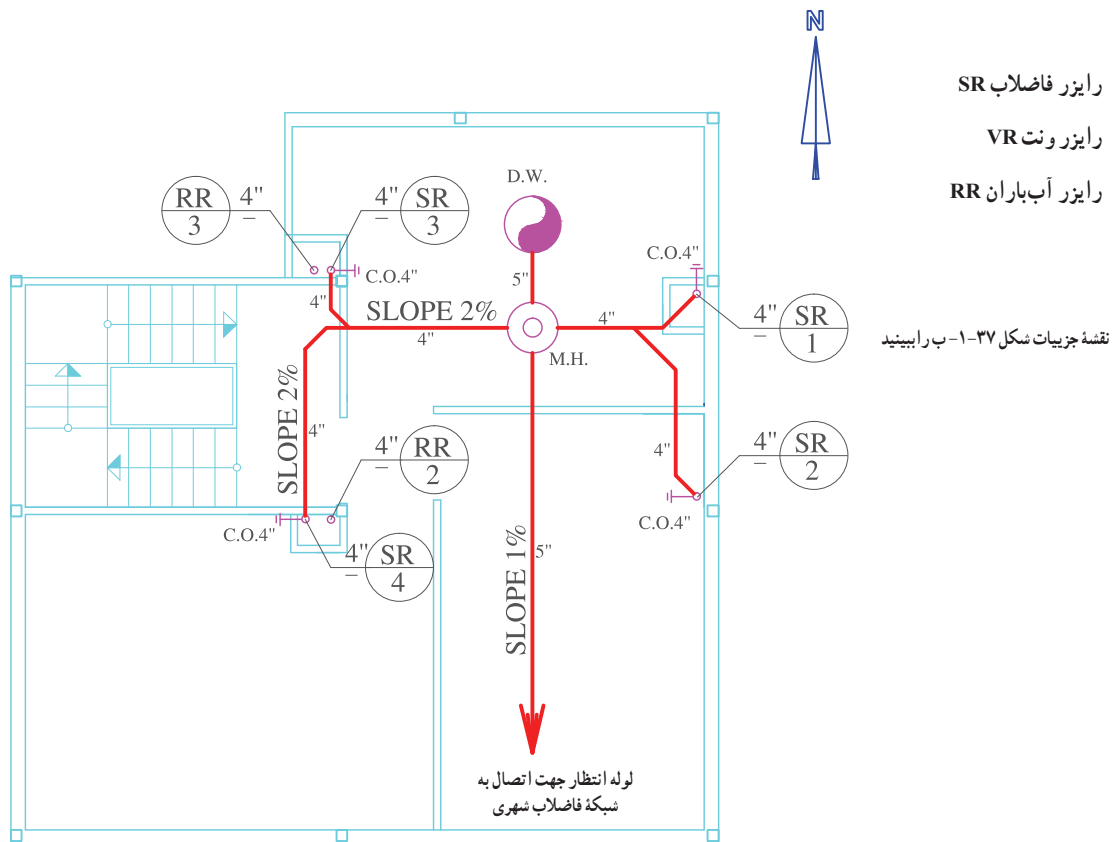 N
رایزر فاضلاب SR
رایزر ونت VR
رایزر آب‌باران RR
D.W.
RR
3
4"
–
4"
–
SR
3
C.O.4"
C.O.4"
5"
4"
SLOPE 2%
4"
4"
M.H.
4"
–
SR
1
نقشهٔ جزییات شکل ۳۷-۱- ب را ببینید
SLOPE 2%
4"
4"
–
RR
2
4"
4"
–
SR
2
C.O.4"
C.O.4"
4"
–
SR
4
SLOPE 1%
5"
لوله انتظار جهت اتصال به
شبکهٔ فاضلاب شهری